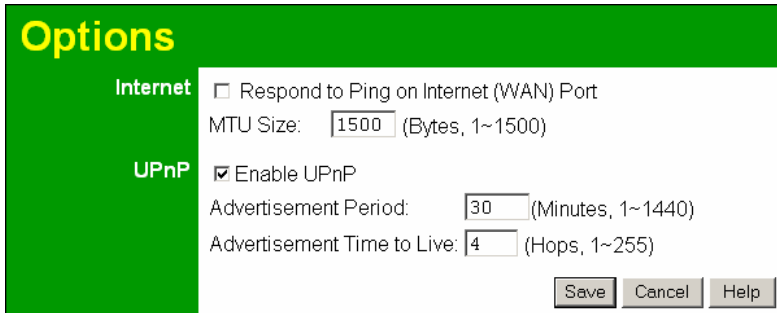 Options
Internet
Respond to Ping on Internet (WAN) Port
MTU Size: 1500 (Bytes, 1~1500)
UPnP
Enable UPnP
Advertisement Period: 30 (Minutes, 1~1440)
Advertisement Time to Live: 4 (Hops, 1~255)
Save Cancel Help